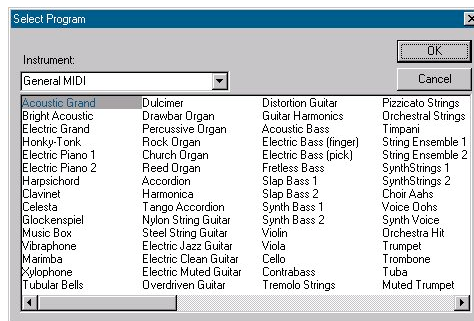 Select Program
Instrument:
General MIDI
OK
Cancel
Acoustic Grand
Bright Acoustic
Electric Grand
Honky-Tonk
Electric Piano 1
Electric Piano 2
Harpsichord
Clavinet
Celesta
Glockenspiel
Music Box
Vibraphone
Marimba
Xylophone
Tubular Bells
Dulcimer
Drawbar Organ
Percussive Organ
Rock Organ
Church Organ
Reed Organ
Accordion
Harmonica
Tango Accordion
Nylon String Guitar
Steel String Guitar
Electric Jazz Guitar
Electric Clean Guitar
Electric Muted Guitar
Overdriven Guitar
Distortion Guitar
Guitar Harmonics
Acoustic Bass
Electric Bass (finger)
Electric Bass (pick)
Fretless Bass
Slap Bass 1
Slap Bass 2
Synth Bass 1
Synth Bass 2
Violin
Viola
Cello
Contrabass
Tremolo Strings
Pizzicato Strings
Orchestral Strings
Timpani
String Ensemble 1
String Ensemble 2
SynthStrings 1
SynthStrings 2
Choir Aahs
Voice Oohs
Synth Voice
Orchestra Hit
Trumpet
Trombone
Tuba
Muted Trumpet